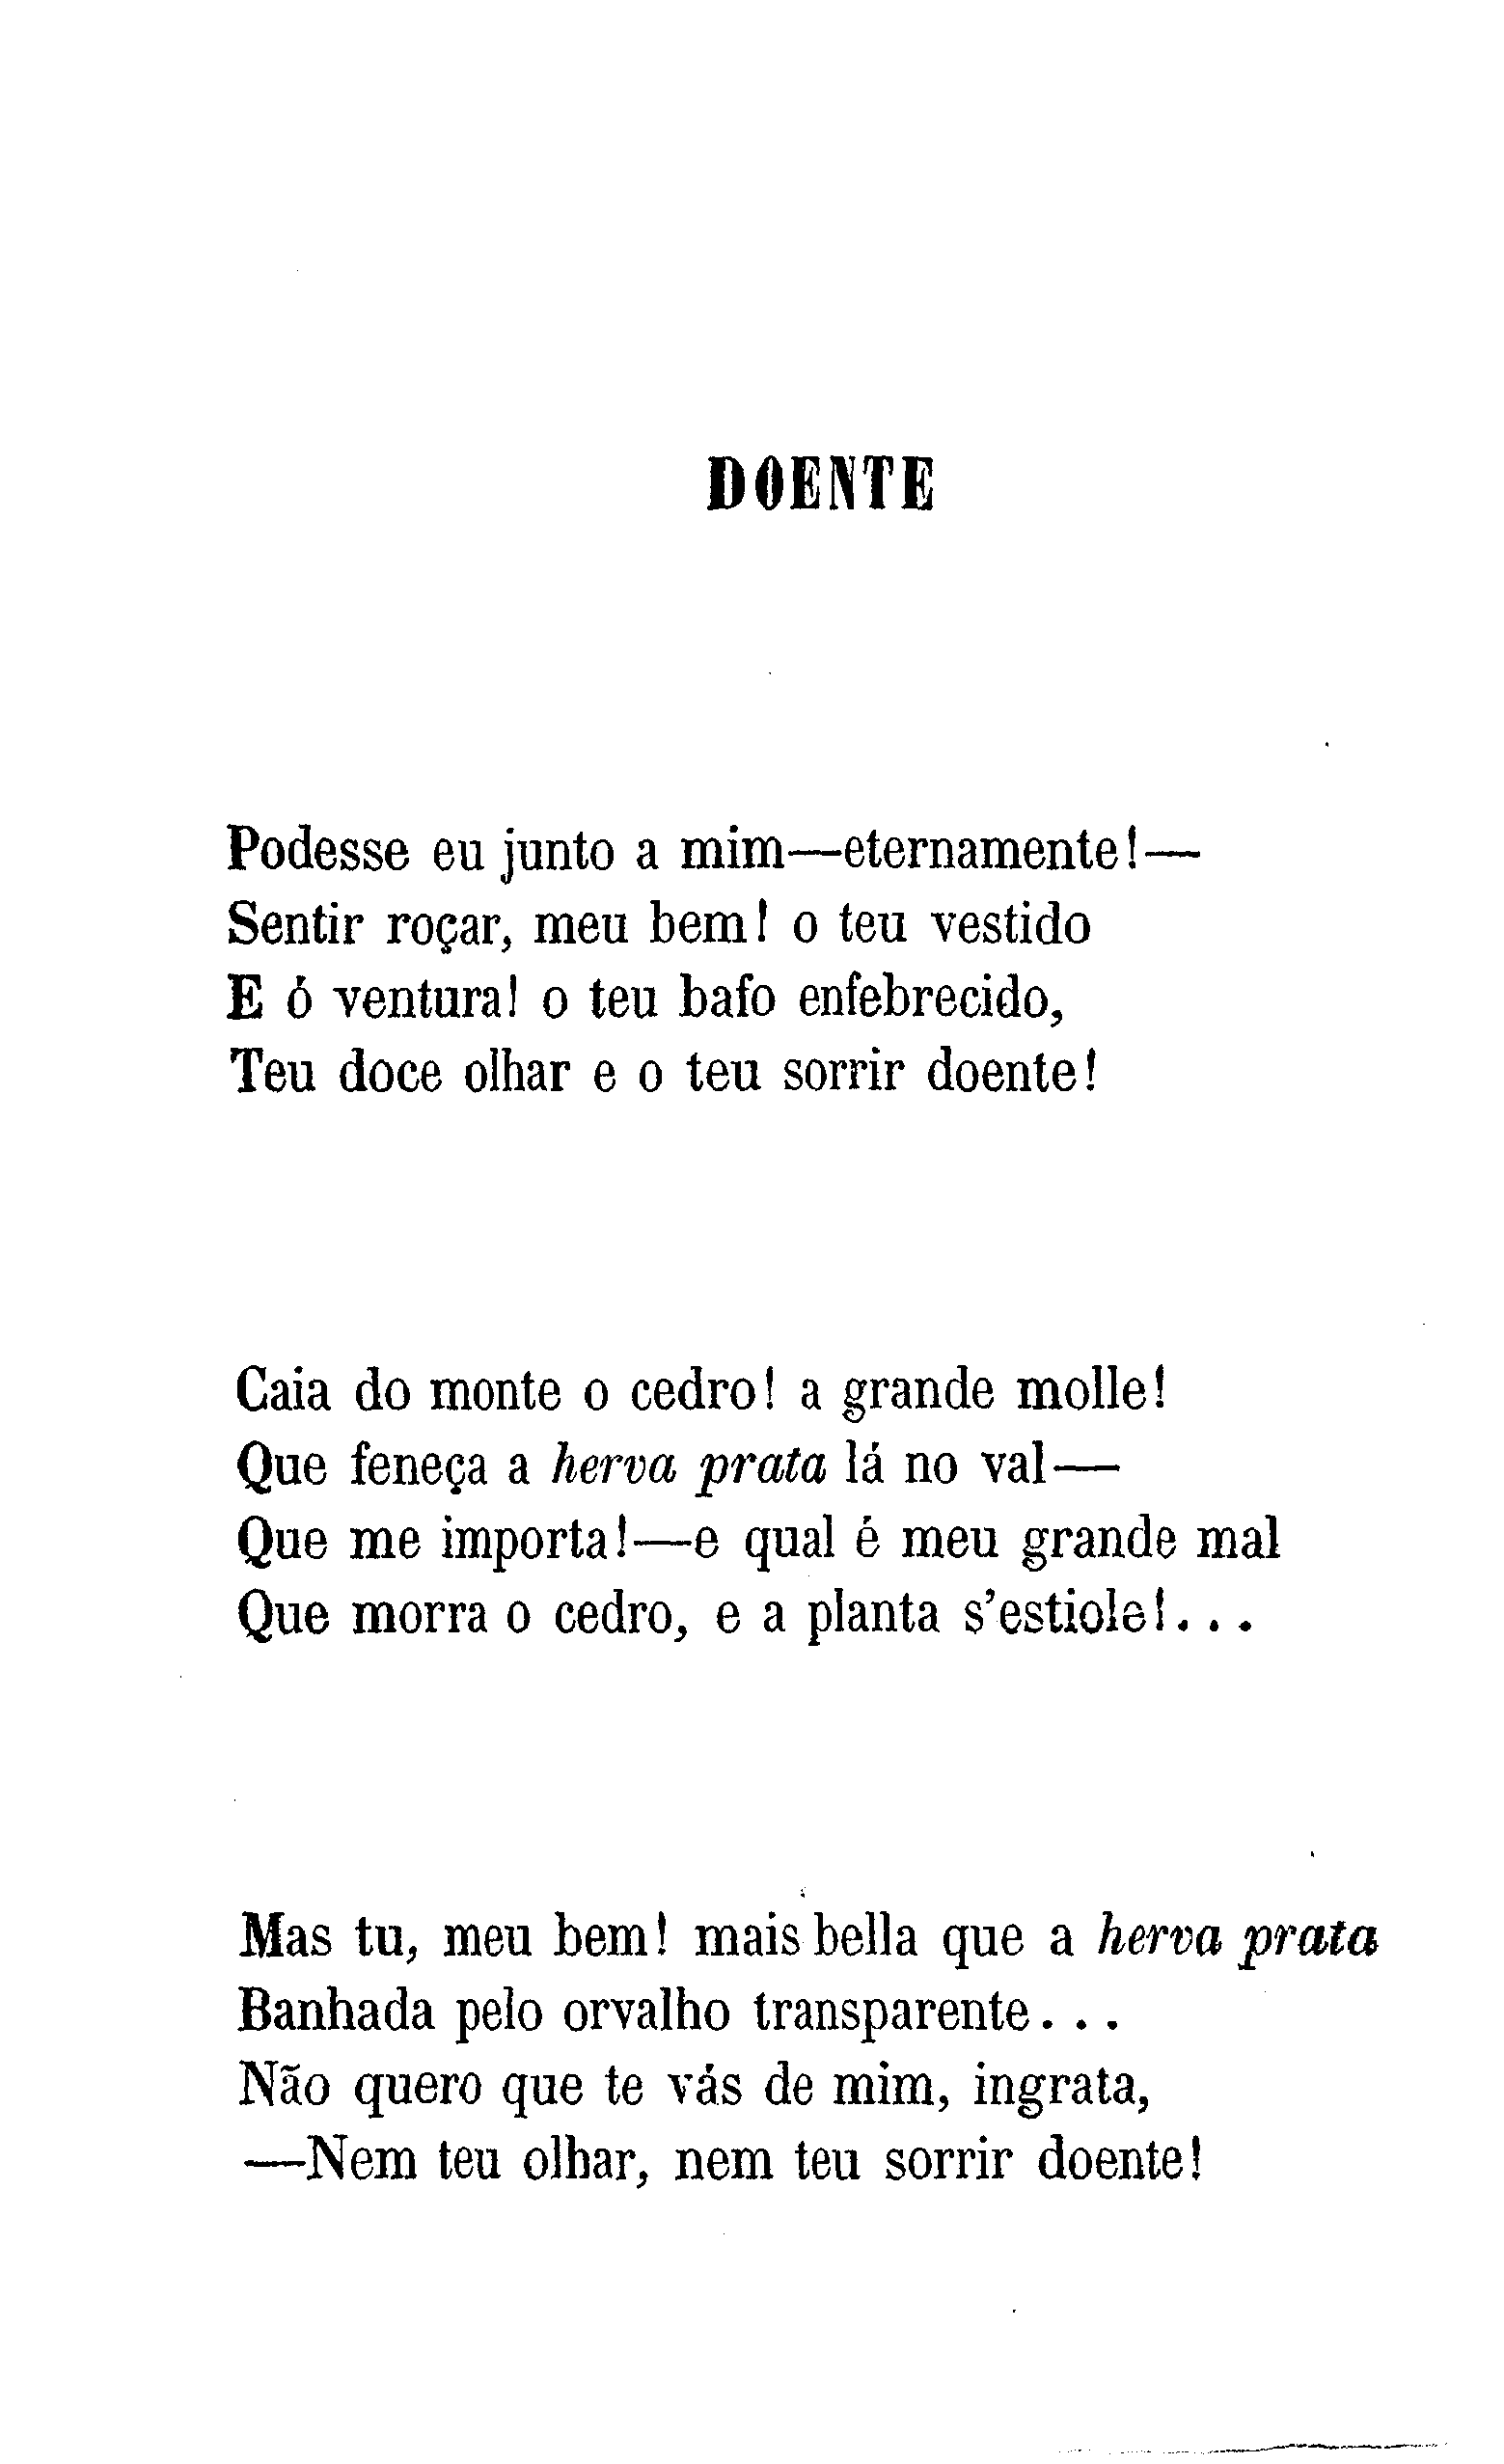 DOENTE
Podesse eu junto a mim—eternamente!—
Sentir roçar, meu bem! o teu vestido
E ó ventura! o teu bafo enfebrecido,
Teu doce olhar e o teu sorrir doente!
Caia do monte o cedro! a grande molle!
Que feneça a herva prata lá no val—
Que me importa!—e qual é meu grande mal
Que morra o cedro, e a planta s'estiole!...
Mas tu, meu bem! mais bella que a herva prata
Banhada pelo orvalho transparente...
Não quero que te vás de mim, ingrata,
—Nem teu olhar, nem teu sorrir doente!